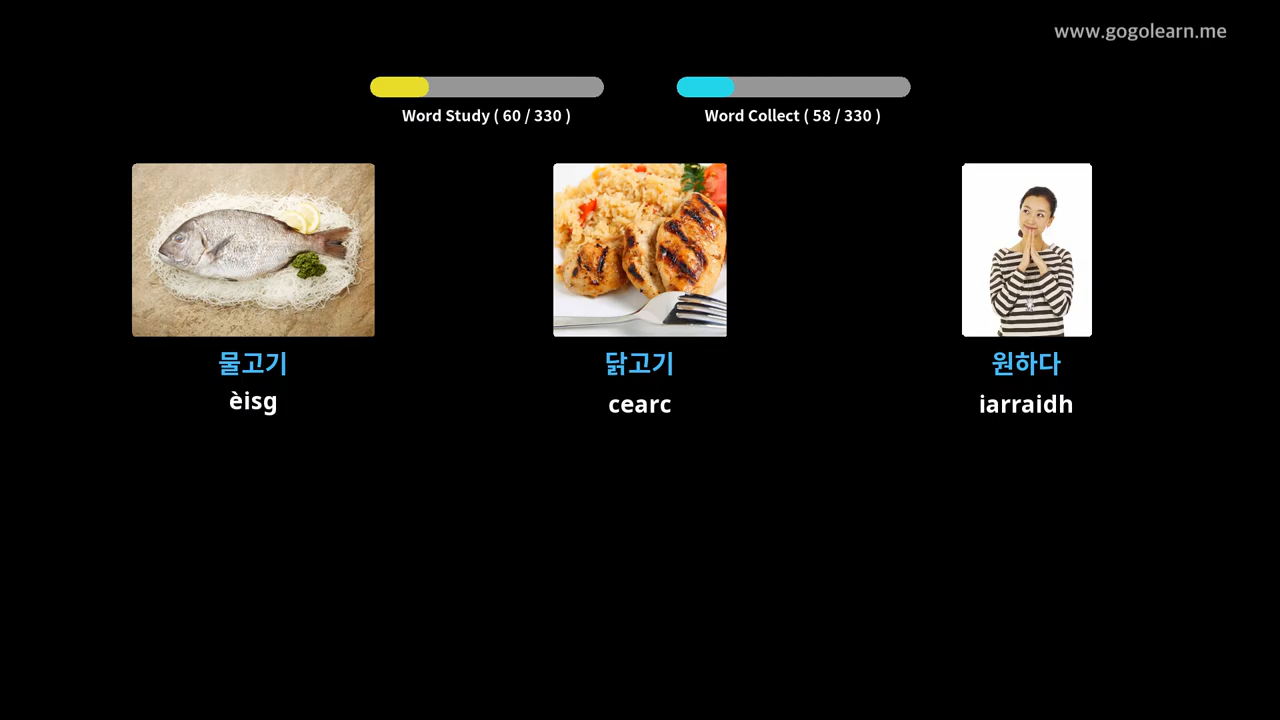 www.gogolearn.me
Word Study ( 60 / 330 )
Word Collect ( 58 / 330 )
물고기
닭고기
원하다
èisg
cearc
iarraidh